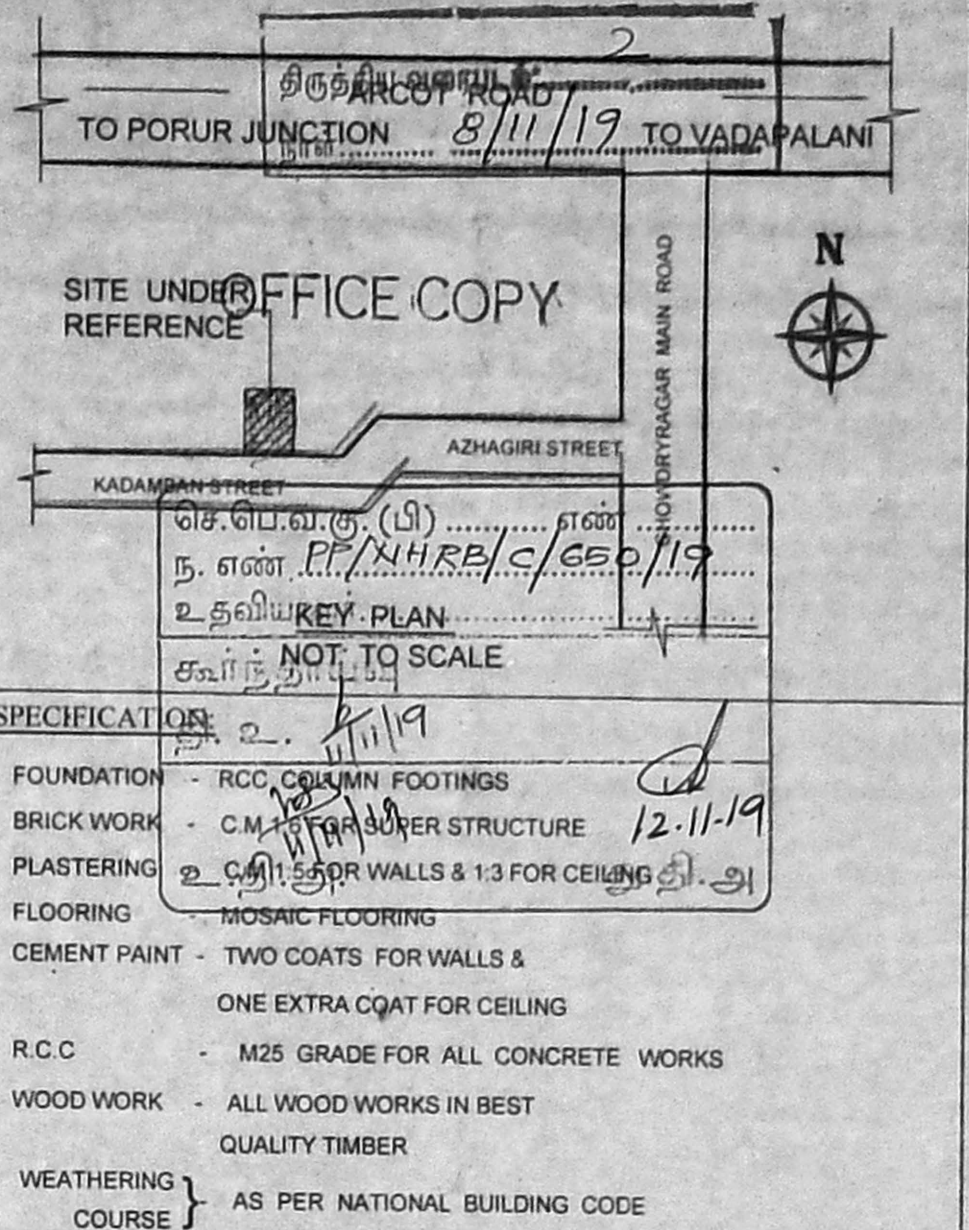 2
திருத்திய வரைபடம்
ARCOT ROAD
TO PORUR JUNCTION 8/11/19 TO VADAPALANI
நாள்
N
SITE UNDER REFERENCE
OFFICE COPY
SHOWDRYRAGAR MAIN ROAD
AZHAGIRI STREET
KADAMBAN STREET
செ.பெ.வ.கு. (பி) .......... எண் ..........
ந. எண் PP/NHRB/C/650/19
KEY PLAN
NOT TO SCALE
SPECIFICATION:
தி. உ. 11/11/19
FOUNDATION - RCC COLUMN FOOTINGS
BRICK WORK - C.M 1:5 FOR SUPER STRUCTURE
11/11/19
12.11.19
PLASTERING C.M 1:5 FOR WALLS & 1:3 FOR CEILING
உ.தி.அ.
மு.தி.அ
FLOORING - MOSAIC FLOORING
CEMENT PAINT - TWO COATS FOR WALLS &
ONE EXTRA COAT FOR CEILING
R.C.C - M25 GRADE FOR ALL CONCRETE WORKS
WOOD WORK - ALL WOOD WORKS IN BEST
QUALITY TIMBER
WEATHERING
COURSE } - AS PER NATIONAL BUILDING CODE